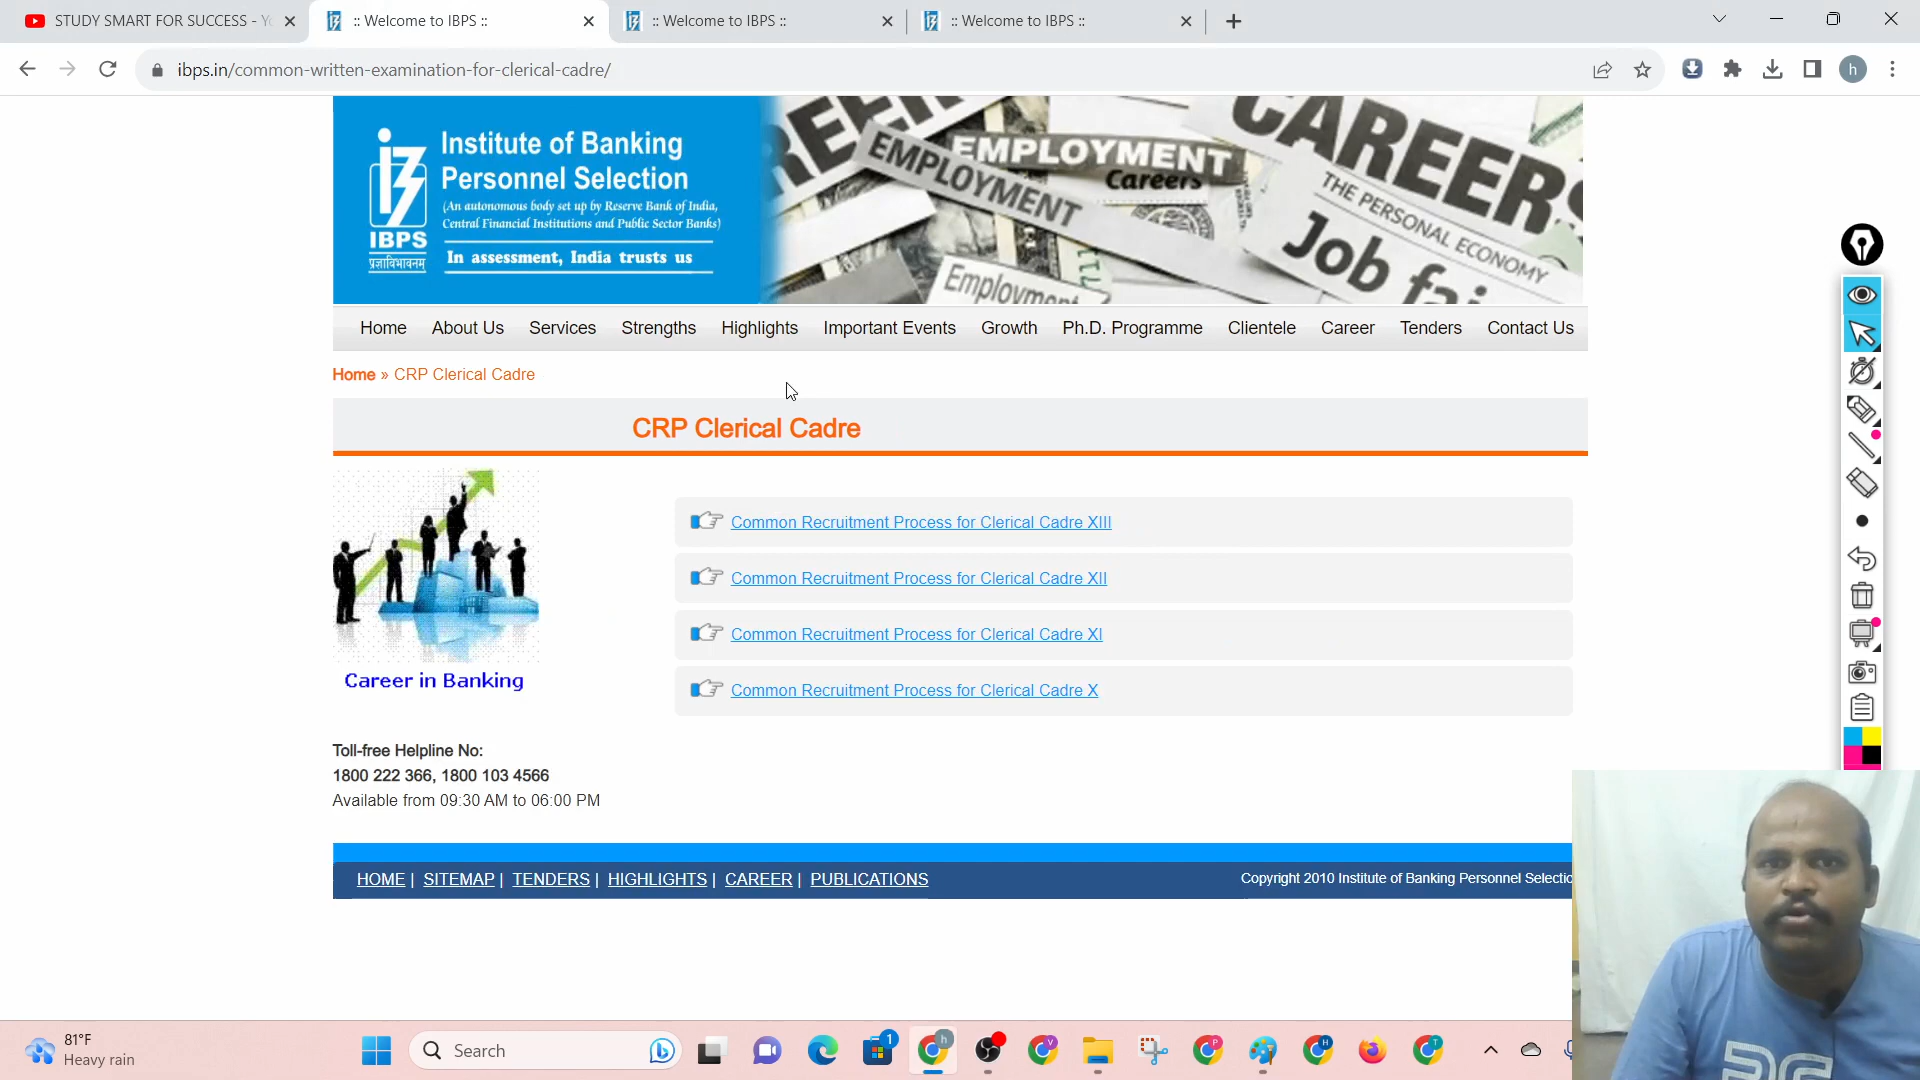 STUDY SMART FOR SUCCESS - Yo
:: Welcome to IBPS ::
:: Welcome to IBPS ::
:: Welcome to IBPS ::
ibps.in/common-written-examination-for-clerical-cadre/
h
Institute of Banking
Personnel Selection
(An autonomous body set up by Reserve Bank of India,
Central Financial Institutions and Public Sector Banks)
In assessment, India trusts us
IBPS
प्रज्ञाविभावनम्
CAREER
EMPLOYMENT
EMPLOYMENT
Careers
Employment
CAREERS
THE PERSONAL ECONOMY
Job fai
Home About Us Services Strengths Highlights Important Events Growth Ph.D. Programme Clientele Career Tenders Contact Us
Home » CRP Clerical Cadre
CRP Clerical Cadre
Common Recruitment Process for Clerical Cadre XIII
Common Recruitment Process for Clerical Cadre XII
Common Recruitment Process for Clerical Cadre XI
Common Recruitment Process for Clerical Cadre X
Career in Banking
Toll-free Helpline No:
1800 222 366, 1800 103 4566
Available from 09:30 AM to 06:00 PM
HOME | SITEMAP | TENDERS | HIGHLIGHTS | CAREER | PUBLICATIONS
Copyright 2010 Institute of Banking Personnel Selectio
81°F
Heavy rain
Search
1
h
V
P
H
T